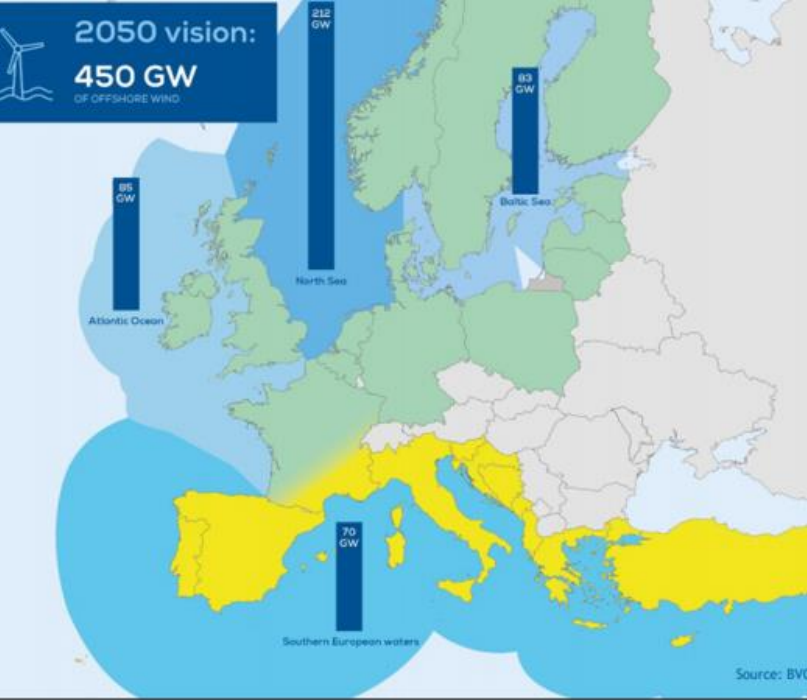 2050 vision:
450 GW
OF OFFSHORE WIND
212
GW
83
GW
Baltic Sea
85
GW
North Sea
Atlantic Ocean
70
GW
Southern European waters
Source: BVG